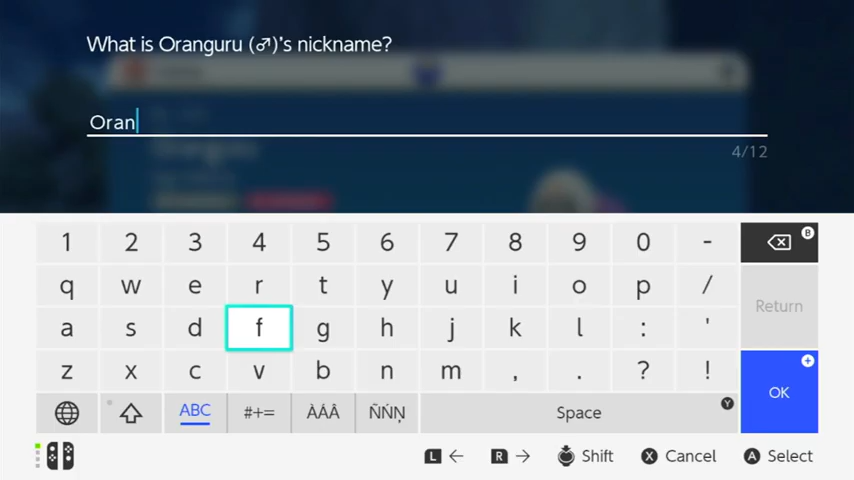 What is Oranguru (♂)'s nickname?
Oran
4/12
1 2 3 4 5 6 7 8 9 0 - B
q w e r t y u i o p / Return
a s d f g h j k l : '
z x c v b n m , . ? ! OK +
ABC #+= ÀÁÂ ÑŃŅ Space Y
L ← R → Shift X Cancel A Select